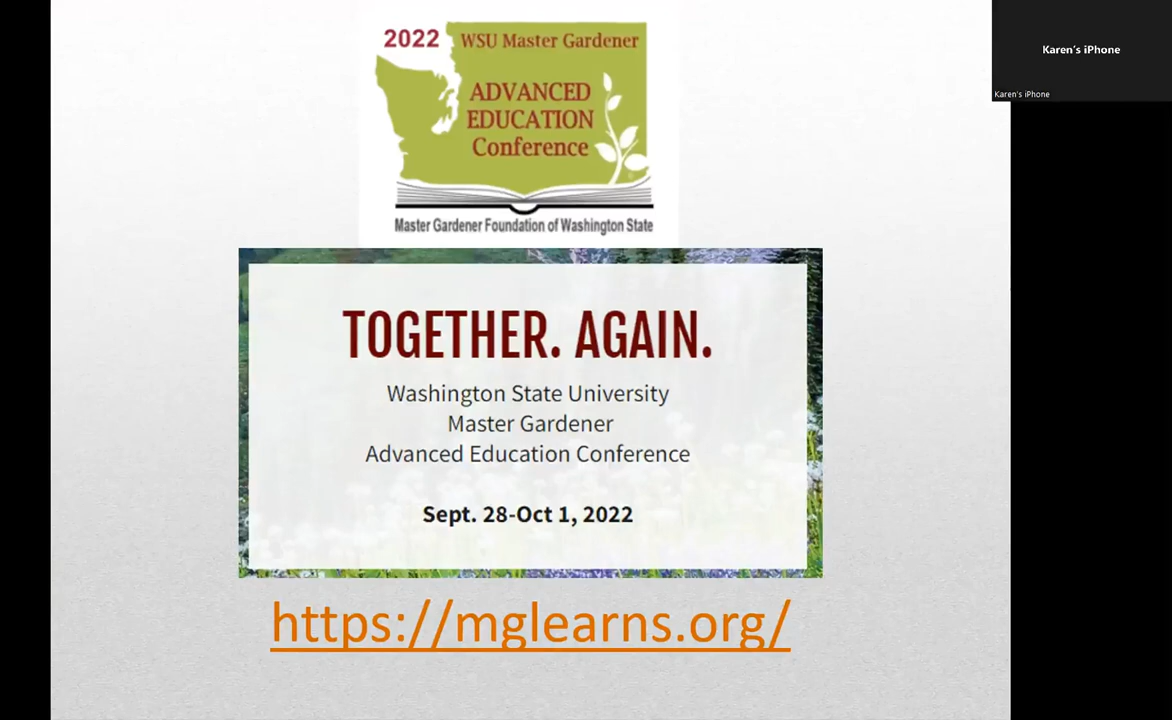 2022 WSU Master Gardener
ADVANCED
EDUCATION
Conference
Master Gardener Foundation of Washington State
TOGETHER. AGAIN.
Washington State University
Master Gardener
Advanced Education Conference
Sept. 28-Oct 1, 2022
https://mglearns.org/
Karen's iPhone
Karen's iPhone